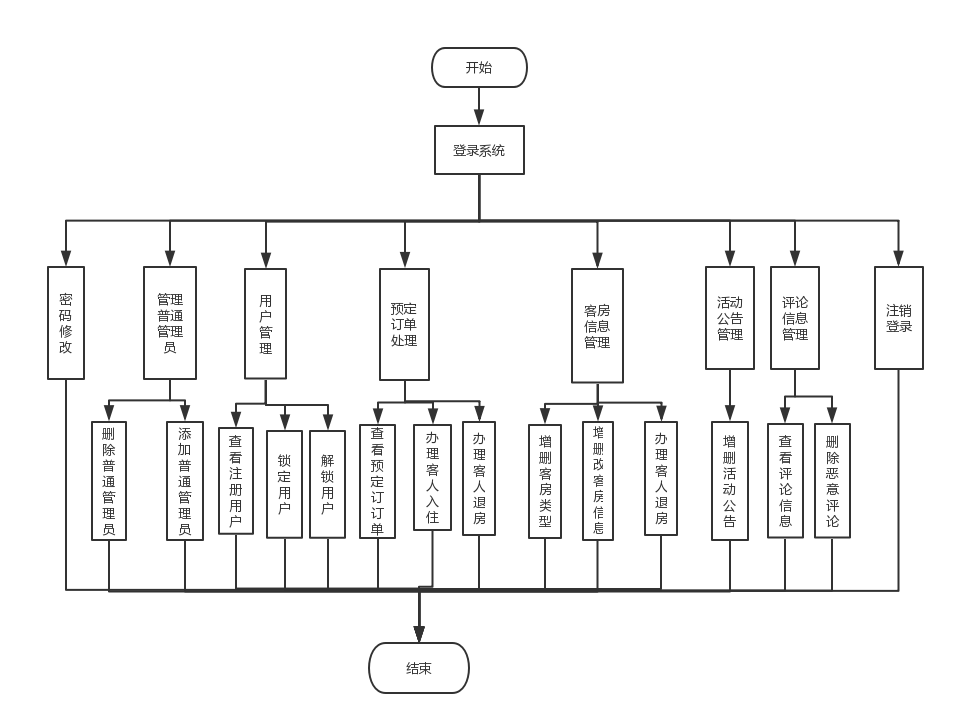 开始
登录系统
密
码
修
改
管理
普通
管理
员
用
户
管
理
预定
订单
处理
客房
信息
管理
活动
公告
管理
评论
信息
管理
注销
登录
删
除
普
通
管
理
员
添
加
普
通
管
理
员
查
看
注
册
用
户
锁
定
用
户
解
锁
用
户
查
看
预
定
订
订
单
办
理
客
人
入
住
办
理
客
人
退
房
增
删
客
房
类
型
增
删
改
客
房
信
息
办
理
客
人
退
房
增
删
活
动
公
告
查
看
评
论
信
息
删
除
恶
意
评
论
结束